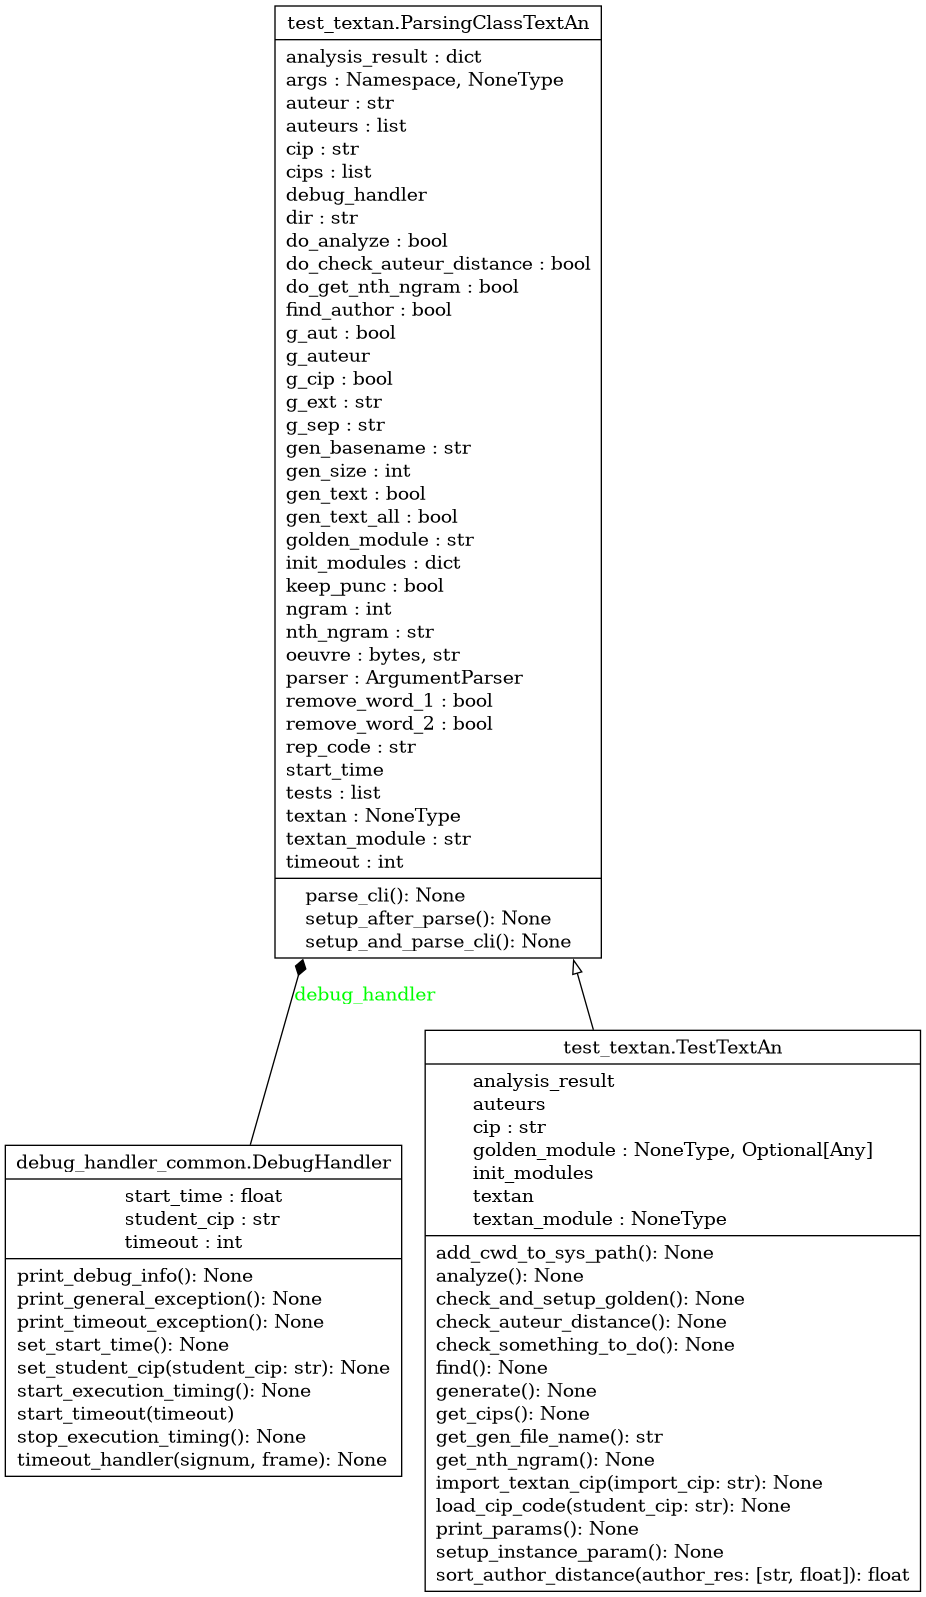 test_textan.ParsingClassTextAn
analysis_result : dict
args : Namespace, NoneType
auteur : str
auteurs : list
cip : str
cips : list
debug_handler
dir : str
do_analyze : bool
do_check_auteur_distance : bool
do_get_nth_ngram : bool
find_author : bool
g_aut : bool
g_auteur
g_cip : bool
g_ext : str
g_sep : str
gen_basename : str
gen_size : int
gen_text : bool
gen_text_all : bool
golden_module : str
init_modules : dict
keep_punc : bool
ngram : int
nth_ngram : str
oeuvre : bytes, str
parser : ArgumentParser
remove_word_1 : bool
remove_word_2 : bool
rep_code : str
start_time
tests : list
textan : NoneType
textan_module : str
timeout : int
parse_cli(): None
setup_after_parse(): None
setup_and_parse_cli(): None
debug_handler
debug_handler_common.DebugHandler
start_time : float
student_cip : str
timeout : int
print_debug_info(): None
print_general_exception(): None
print_timeout_exception(): None
set_start_time(): None
set_student_cip(student_cip: str): None
start_execution_timing(): None
start_timeout(timeout)
stop_execution_timing(): None
timeout_handler(signum, frame): None
test_textan.TestTextAn
analysis_result
auteurs
cip : str
golden_module : NoneType, Optional[Any]
init_modules
textan
textan_module : NoneType
add_cwd_to_sys_path(): None
analyze(): None
check_and_setup_golden(): None
check_auteur_distance(): None
check_something_to_do(): None
find(): None
generate(): None
get_cips(): None
get_gen_file_name(): str
get_nth_ngram(): None
import_textan_cip(import_cip: str): None
load_cip_code(student_cip: str): None
print_params(): None
setup_instance_param(): None
sort_author_distance(author_res: [str, float]): float